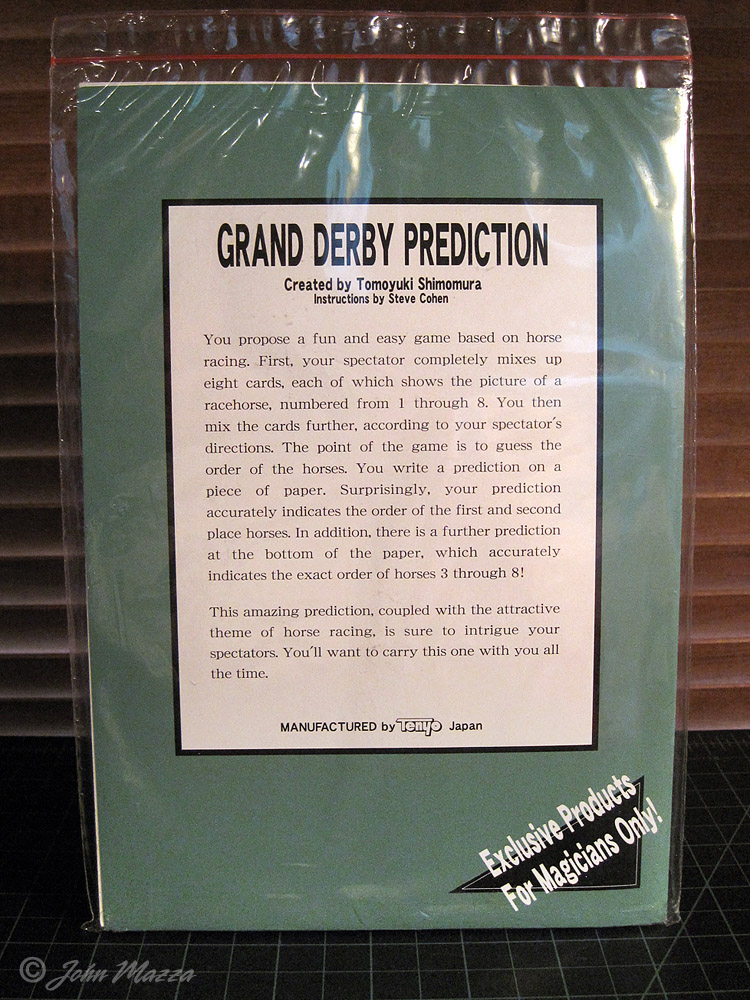 GRAND DERBY PREDICTION
Created by Tomoyuki Shimomura
Instructions by Steve Cohen
You propose a fun and easy game based on horse
racing. First, your spectator completely mixes up
eight cards, each of which shows the picture of a
racehorse, numbered from 1 through 8. You then
mix the cards further, according to your spectator's
directions. The point of the game is to guess the
order of the horses. You write a prediction on a
piece of paper. Surprisingly, your prediction
accurately indicates the order of the first and second
place horses. In addition, there is a further prediction
at the bottom of the paper, which accurately
indicates the exact order of horses 3 through 8!
This amazing prediction, coupled with the attractive
theme of horse racing, is sure to intrigue your
spectators. You'll want to carry this one with you all
the time.
MANUFACTURED by Tenyo Japan
Exclusive Products
For Magicians Only!
© John Mazza